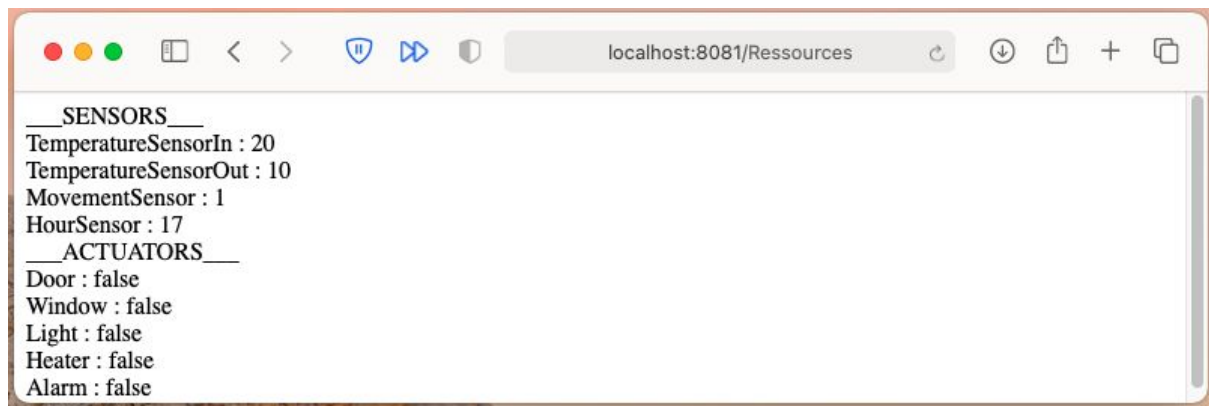 localhost:8081/Ressources
___SENSORS___
TemperatureSensorIn : 20
TemperatureSensorOut : 10
MovementSensor : 1
HourSensor : 17
___ACTUATORS___
Door : false
Window : false
Light : false
Heater : false
Alarm : false